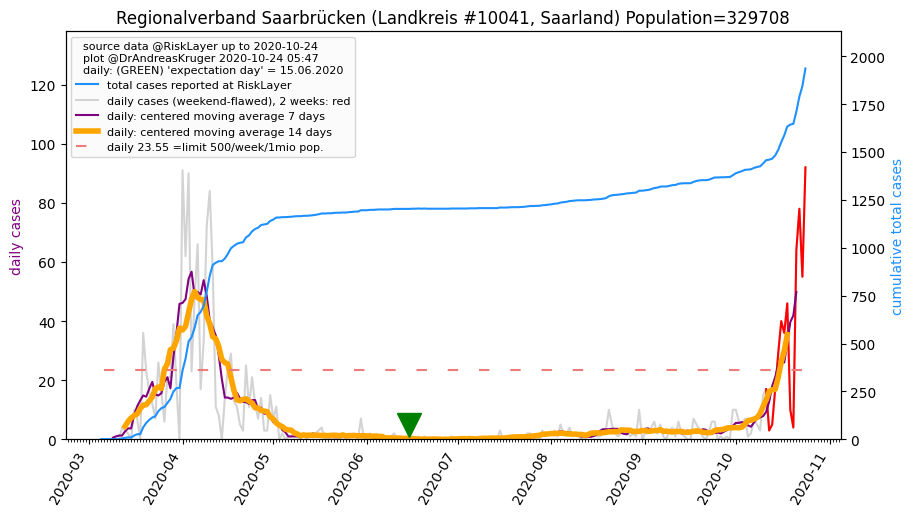 Regionalverband Saarbrücken (Landkreis #10041, Saarland) Population=329708
source data @RiskLayer up to 2020-10-24
plot @DrAndreasKruger 2020-10-24 05:47
daily: (GREEN) 'expectation day' = 15.06.2020
total cases reported at RiskLayer
daily cases (weekend-flawed), 2 weeks: red
daily: centered moving average 7 days
daily: centered moving average 14 days
daily 23.55 =limit 500/week/1mio pop.
daily cases
120
100
80
60
40
20
0
cumulative total cases
2000
1750
1500
1250
1000
750
500
250
0
2020-03
2020-04
2020-05
2020-06
2020-07
2020-08
2020-09
2020-10
2020-11